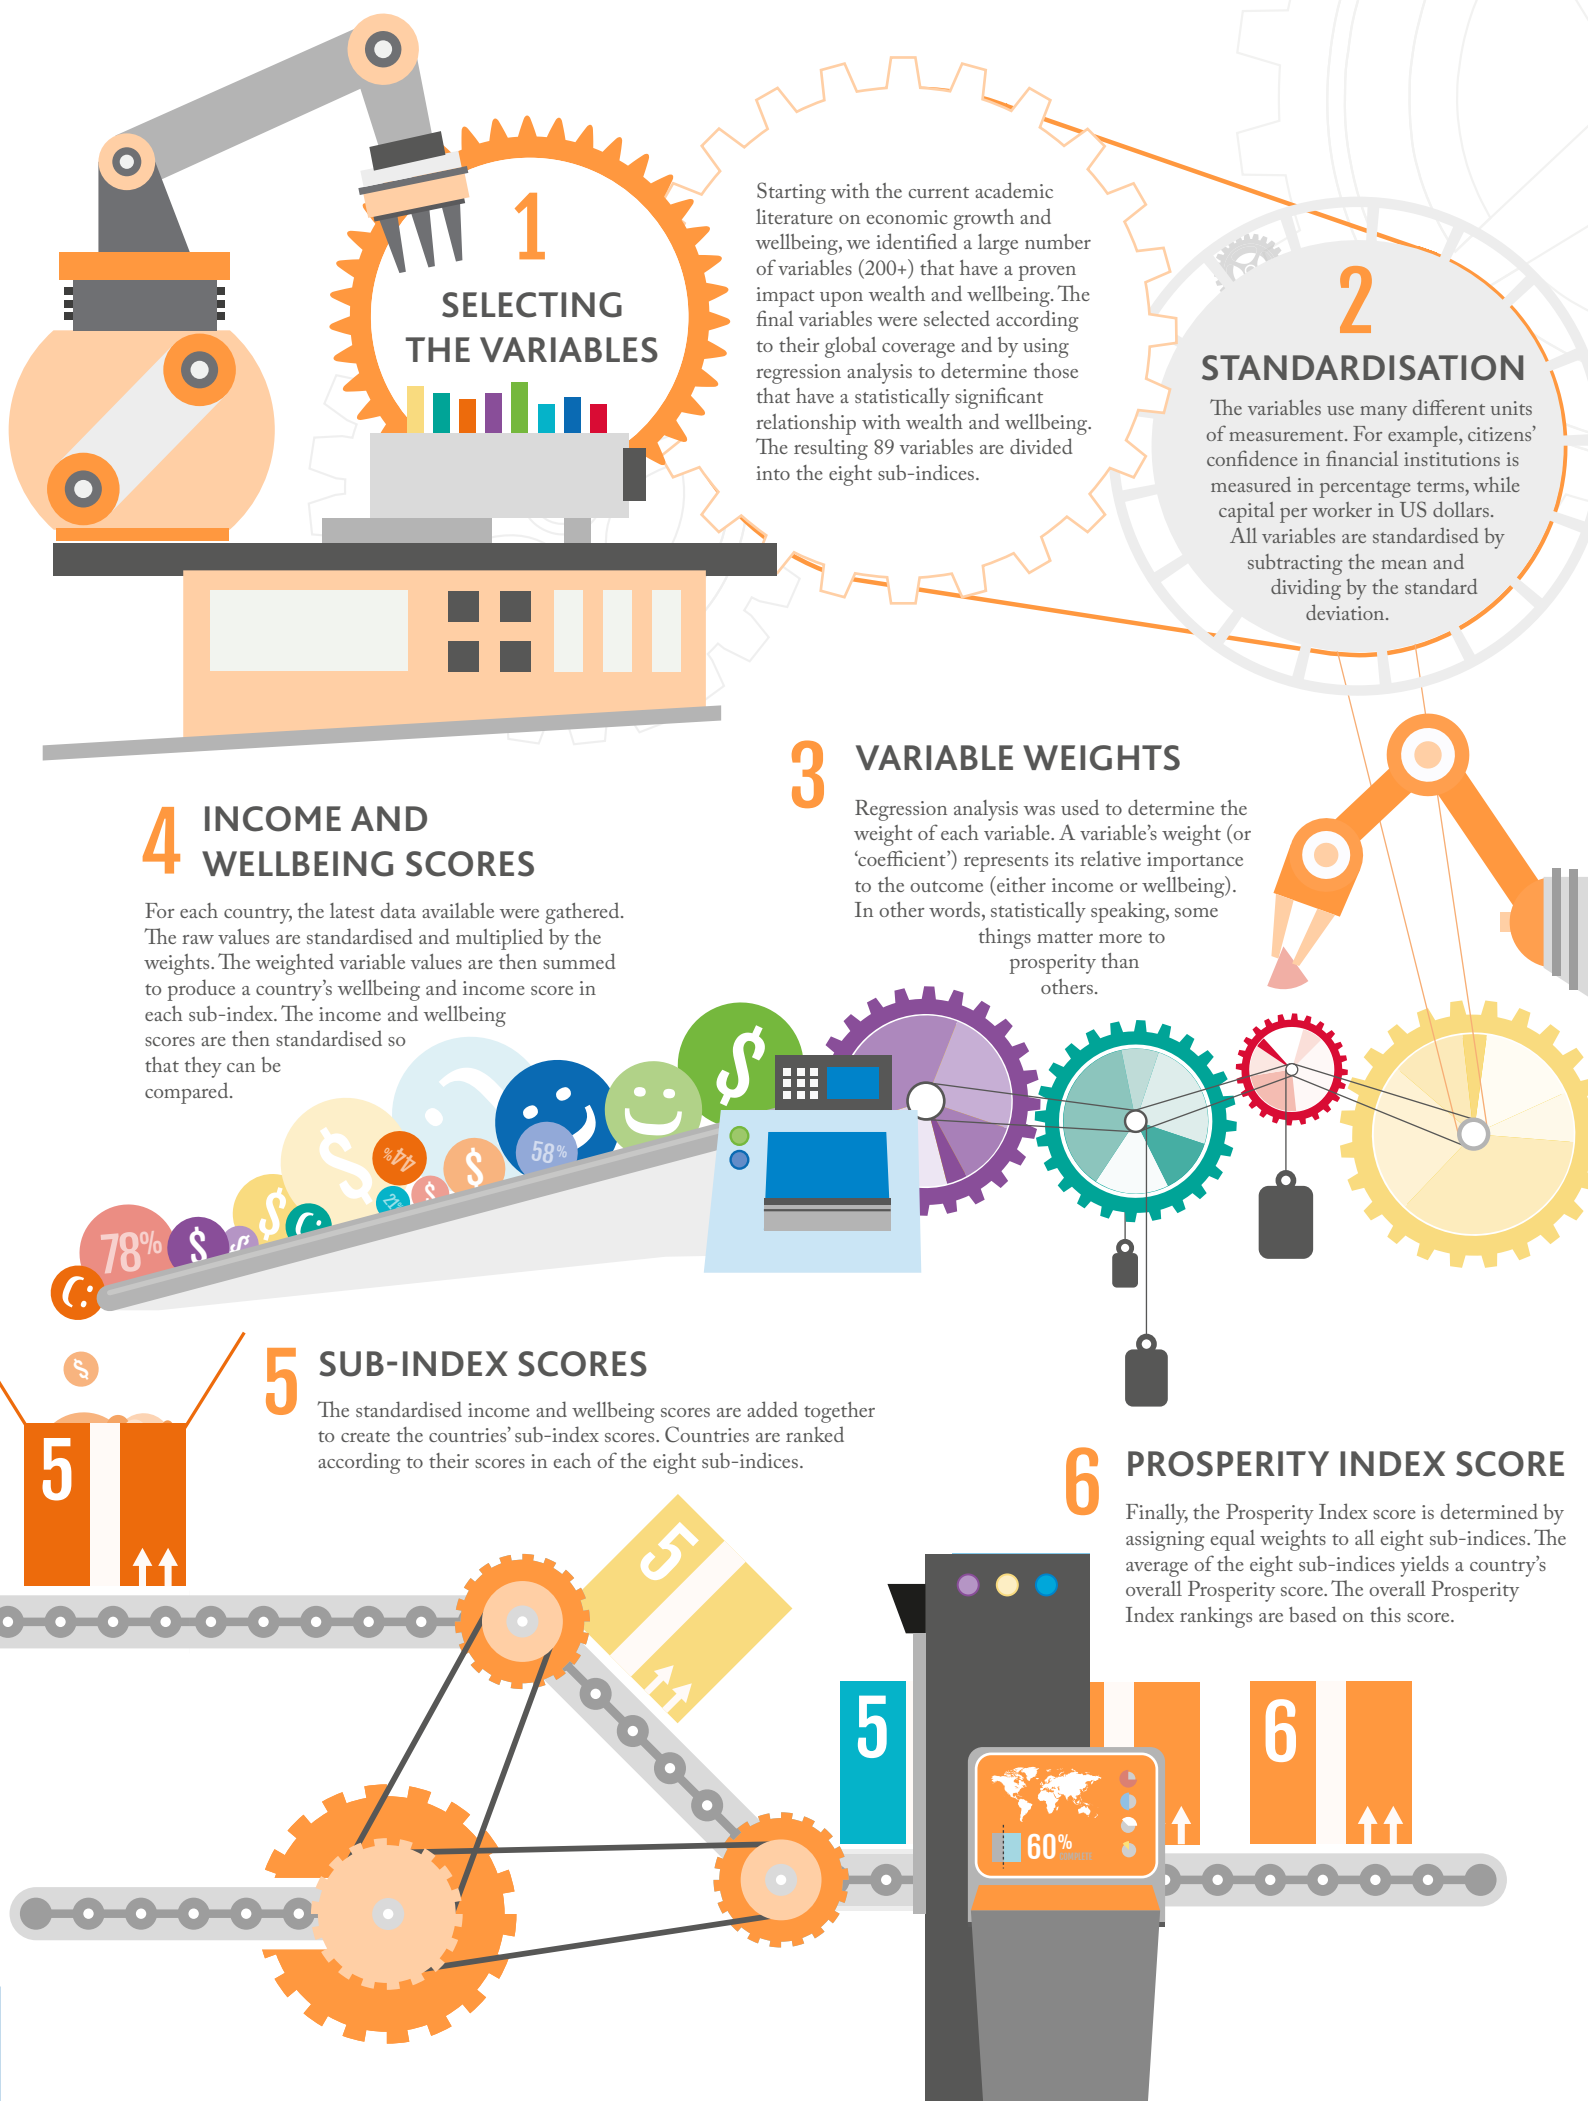 1
SELECTING
THE VARIABLES
Starting with the current academic
literature on economic growth and
wellbeing, we identified a large number
of variables (200+) that have a proven
impact upon wealth and wellbeing. The
final variables were selected according
to their global coverage and by using
regression analysis to determine those
that have a statistically significant
relationship with wealth and wellbeing.
The resulting 89 variables are divided
into the eight sub-indices.
2
STANDARDISATION
The variables use many different units
of measurement. For example, citizens’
confidence in financial institutions is
measured in percentage terms, while
capital per worker in US dollars.
All variables are standardised by
subtracting the mean and
dividing by the standard
deviation.
3
VARIABLE WEIGHTS
Regression analysis was used to determine the
weight of each variable. A variable’s weight (or
‘coefficient’) represents its relative importance
to the outcome (either income or wellbeing).
In other words, statistically speaking, some
things matter more to
prosperity than
others.
4
INCOME AND
WELLBEING SCORES
For each country, the latest data available were gathered.
The raw values are standardised and multiplied by the
weights. The weighted variable values are then summed
to produce a country’s wellbeing and income score in
each sub-index. The income and wellbeing
scores are then standardised so
that they can be
compared.
$
$
44%
$
58%
21%
$
$
78%
$
$
$
5
SUB-INDEX SCORES
The standardised income and wellbeing scores are added together
to create the countries’ sub-index scores. Countries are ranked
according to their scores in each of the eight sub-indices.
5
5
6
PROSPERITY INDEX SCORE
Finally, the Prosperity Index score is determined by
assigning equal weights to all eight sub-indices. The
average of the eight sub-indices yields a country’s
overall Prosperity score. The overall Prosperity
Index rankings are based on this score.
5
6
60%